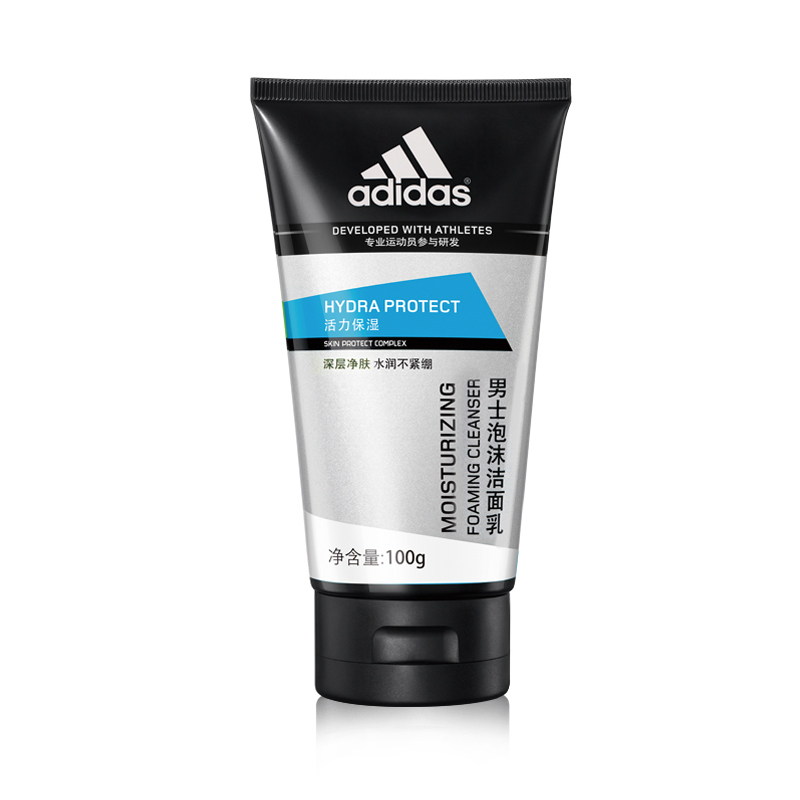 adidas®
DEVELOPED WITH ATHLETES
专业运动员参与研发
HYDRA PROTECT
活力保湿
SKIN PROTECT COMPLEX
深层净肤 水润不紧绷
MOISTURIZING
FOAMING CLEANSER
男士泡沫洁面乳
净含量:100g